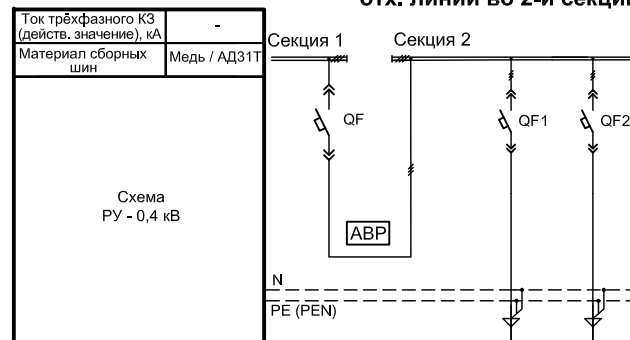 отх. линий во 2-й секци
Ток трёхфазного КЗ
(действ. значение), кА
-
Материал сборных
шин
Медь / АД31Т
Секция 1
Секция 2
QF
QF1
QF2
Схема
РУ - 0,4 кВ
АВР
N
PE (PEN)